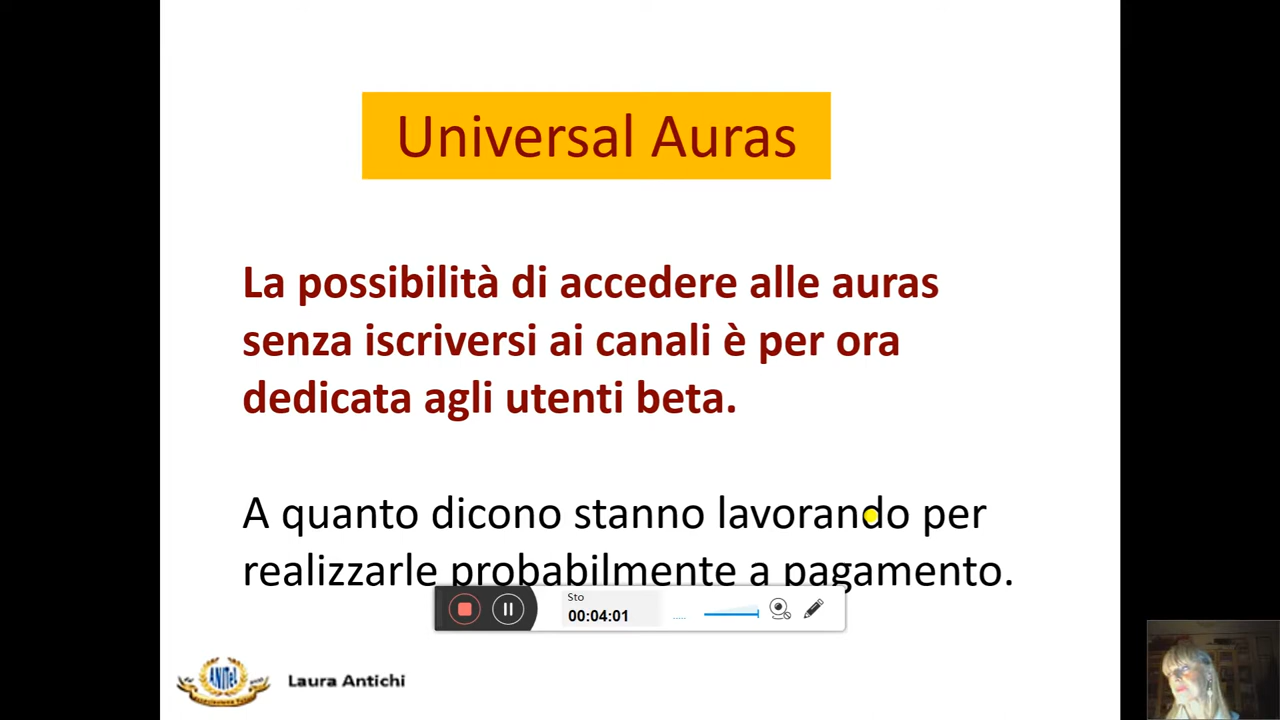 Universal Auras
La possibilità di accedere alle auras
senza iscriversi ai canali è per ora
dedicata agli utenti beta.
A quanto dicono stanno lavorando per
realizzarle probabilmente a pagamento.
Sto
00:04:01
ANITeL
Laura Antichi